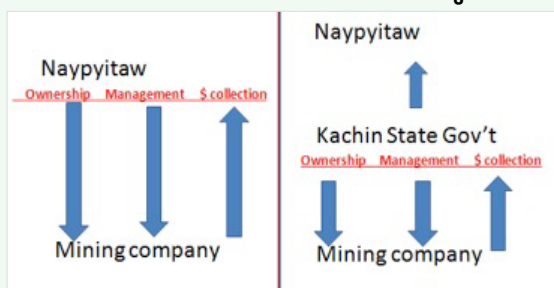 Naypyitaw
Ownership Management $ collection
Mining company
Naypyitaw
Kachin State Gov't
Ownership Management $ collection
Mining company